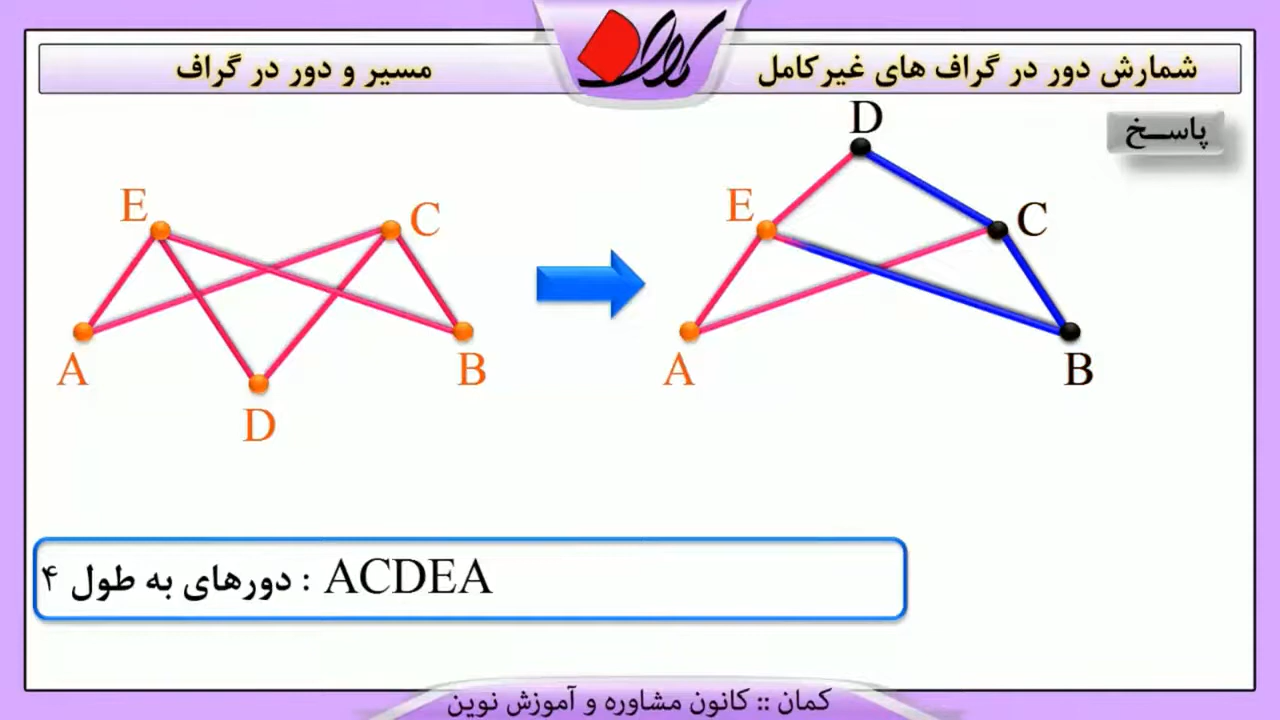 شمارش دور در گراف های غیرکامل
مسیر و دور در گراف
پاســخ
E
C
A
B
D
D
E
C
A
B
دورهای به طول ۴ : ACDEA
کمان :: کانون مشاوره و آموزش نوین